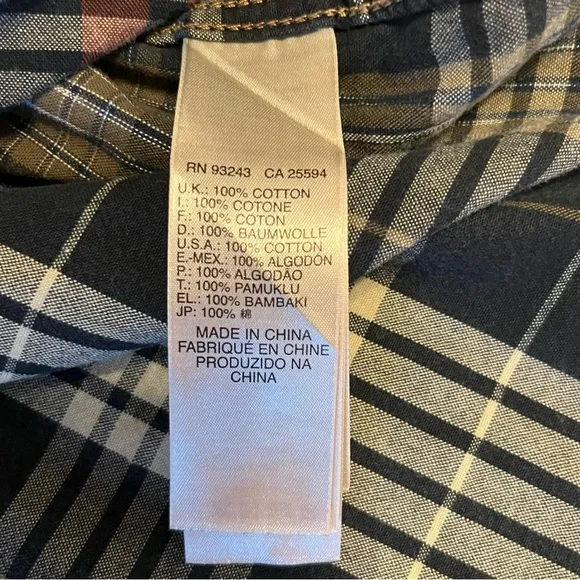 RN 93243 CA 25594
U.K.: 100% COTTON
I.: 100% COTONE
F.: 100% COTON
D.: 100% BAUMWOLLE
U.S.A.: 100% COTTON
E.-MEX.: 100% ALGODÓN
P.: 100% ALGODÃO
T.: 100% PAMUKLU
EL.: 100% BAMBAKI
JP.: 100% 綿
MADE IN CHINA
FABRIQUÉ EN CHINE
PRODUZIDO NA
CHINA